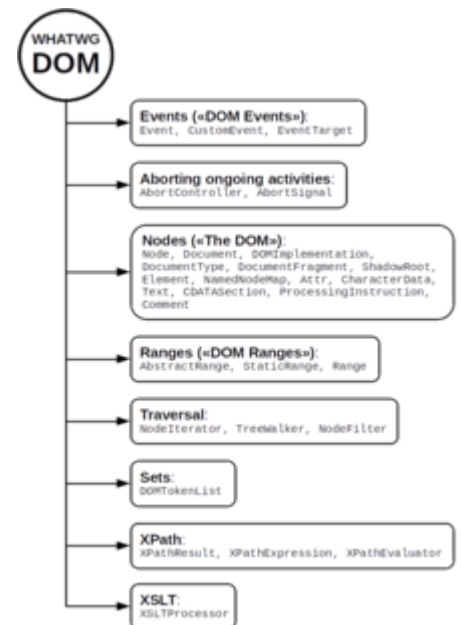 WHATWG
DOM
Events («DOM Events»):
Event, CustomEvent, EventTarget
Aborting ongoing activities:
AbortController, AbortSignal
Nodes («The DOM»):
Node, Document, DOMImplementation,
DocumentType, DocumentFragment, ShadowRoot,
Element, NamedNodeMap, Attr, CharacterData,
Text, CDATASection, ProcessingInstruction,
Comment
Ranges («DOM Ranges»):
AbstractRange, StaticRange, Range
Traversal:
NodeIterator, TreeWalker, NodeFilter
Sets:
DOMTokenList
XPath:
XPathResult, XPathExpression, XPathEvaluator
XSLT:
XSLTProcessor